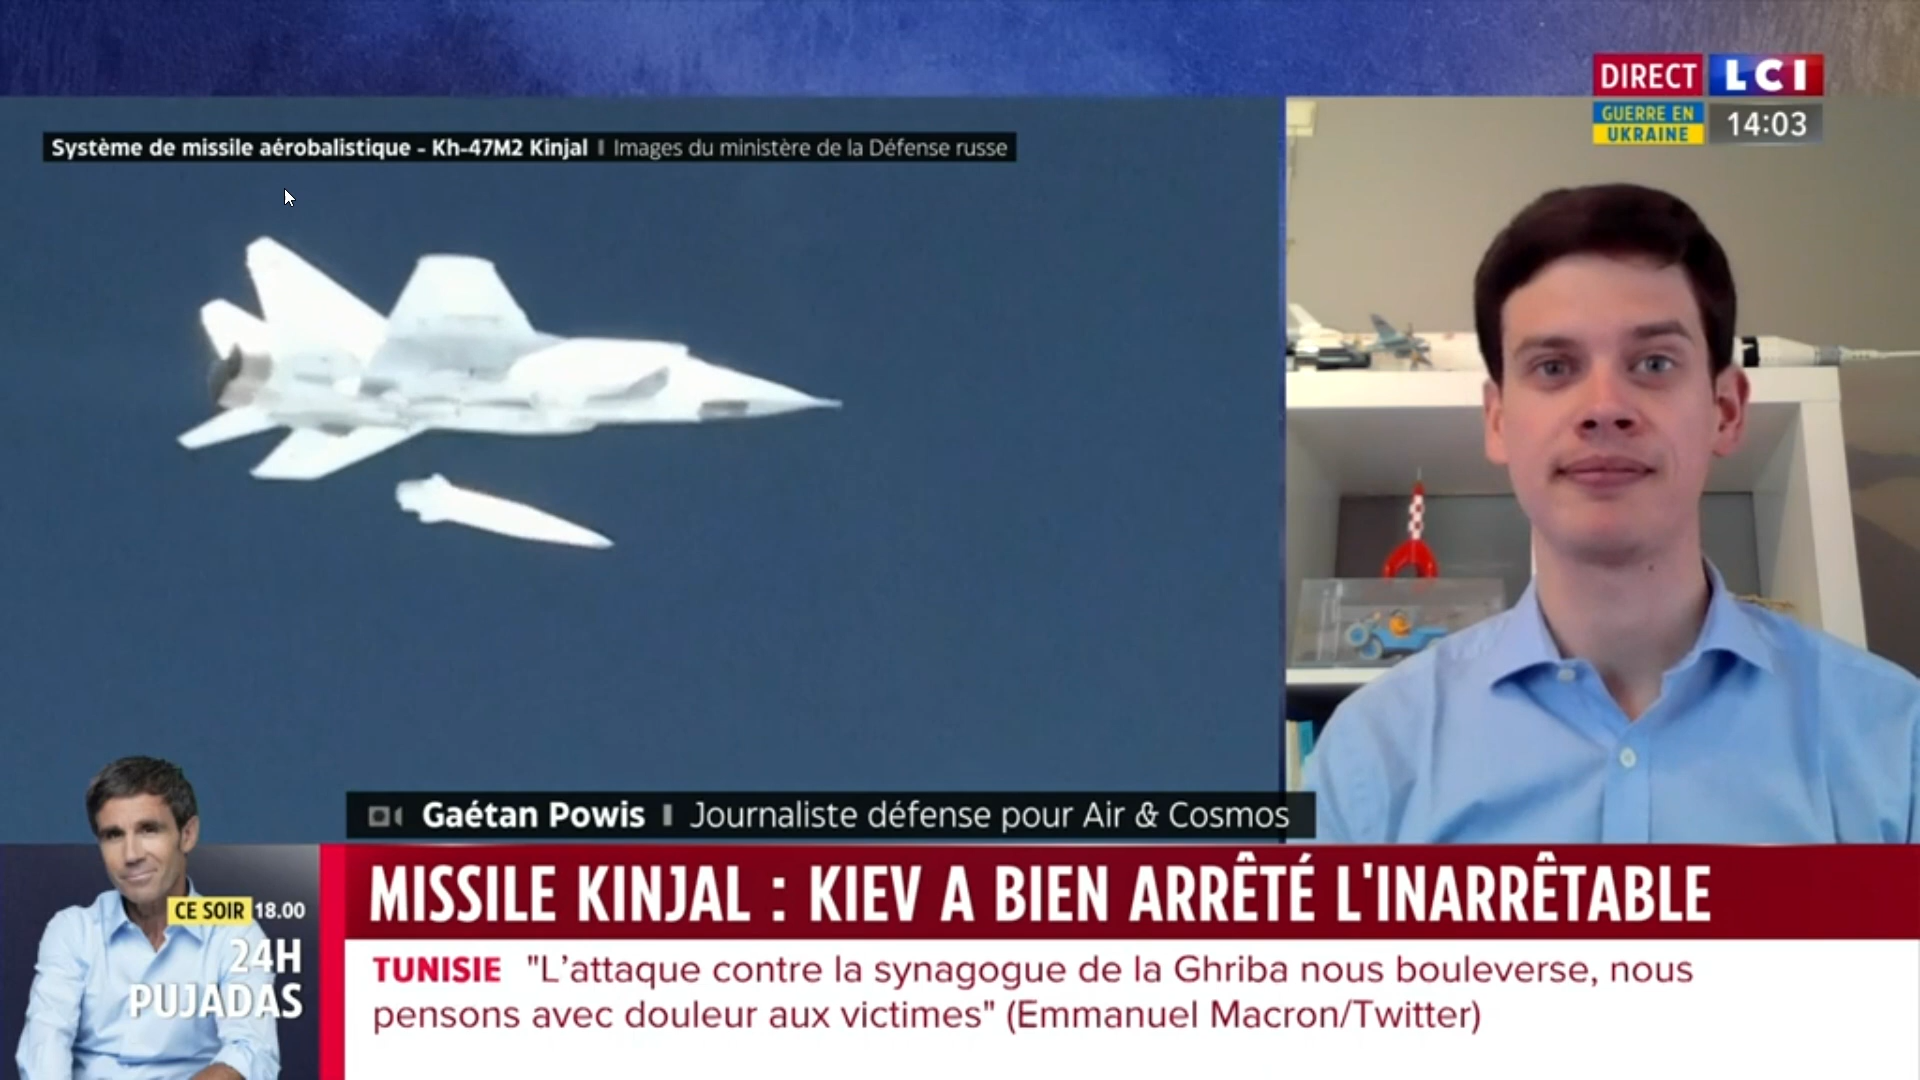 DIRECT LCI
GUERRE EN
UKRAINE
14:03
Système de missile aérobalistique - Kh-47M2 Kinjal | Images du ministère de la Défense russe
Gaétan Powis | Journaliste défense pour Air & Cosmos
MISSILE KINJAL : KIEV A BIEN ARRÊTÉ L'INARRÊTABLE
CE SOIR 18.00
24H
PUJADAS
TUNISIE "L’attaque contre la synagogue de la Ghriba nous bouleverse, nous
pensons avec douleur aux victimes" (Emmanuel Macron/Twitter)